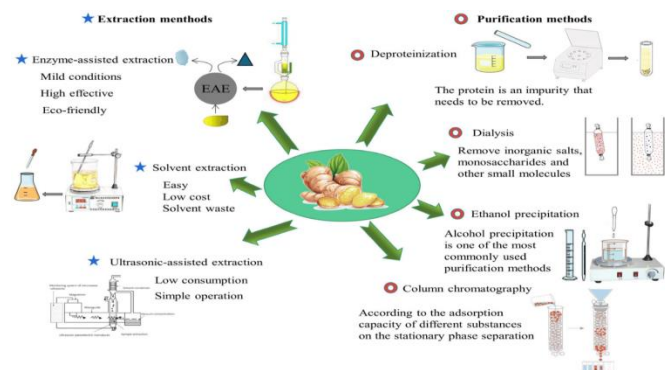 Extraction menthods
Enzyme-assisted extraction
Mild conditions
High effective
Eco-friendly
EAE
Solvent extraction
Easy
Low cost
Solvent waste
Ultrasonic-assisted extraction
Low consumption
Simple operation
Purification methods
Deproteinization
The protein is an impurity that
needs to be removed.
Dialysis
Remove inorganic salts,
monosaccharides and
other small molecules
Ethanol precipitation
Alcohol precipitation
is one of the most
commonly used
purification methods
Column chromatography
According to the adsorption
capacity of different substances
on the stationary phase separation